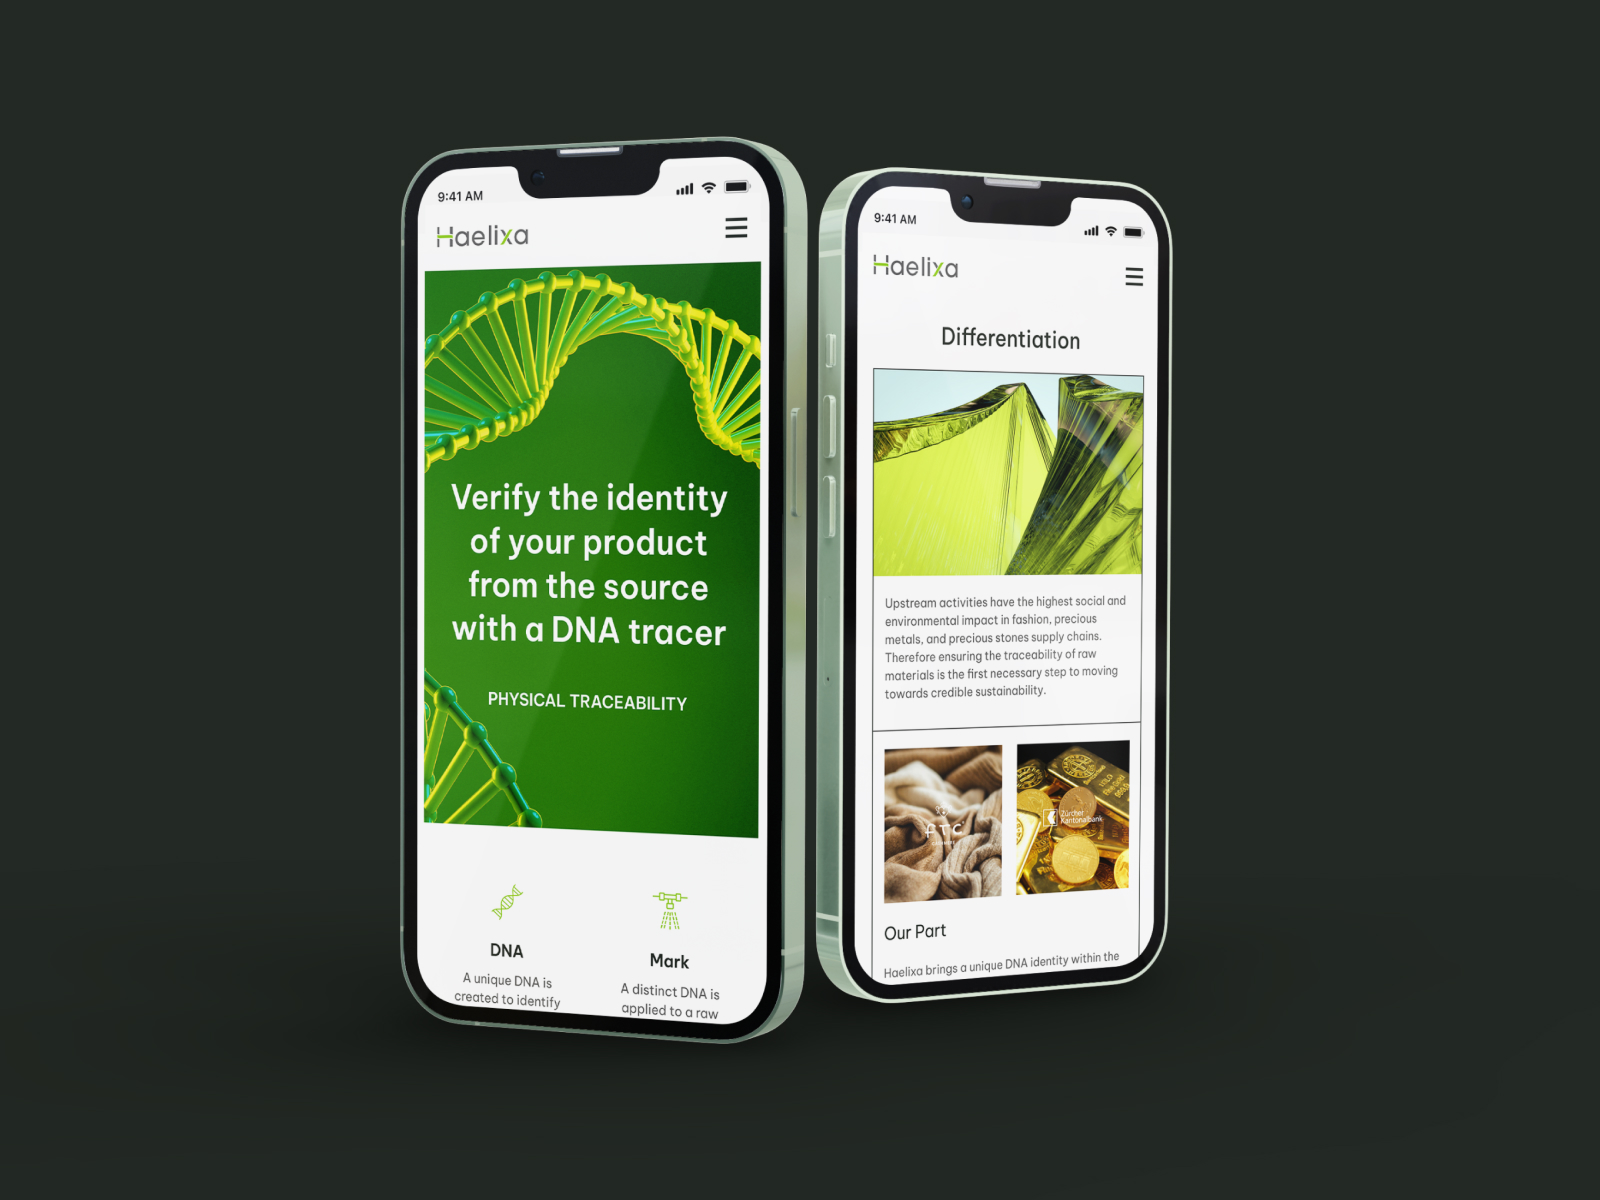 9:41 AM
Haelixa
Verify the identity
of your product
from the source
with a DNA tracer
PHYSICAL TRACEABILITY
DNA
A unique DNA is
created to identify
Mark
A distinct DNA is
applied to a raw
9:41 AM
Haelixa
Differentiation
Upstream activities have the highest social and
environmental impact in fashion, precious
metals, and precious stones supply chains.
Therefore ensuring the traceability of raw
materials is the first necessary step to moving
towards credible sustainability.
FTC
CASHMERE
Zürcher
Kantonalbank
Our Part
Haelixa brings a unique DNA identity within the